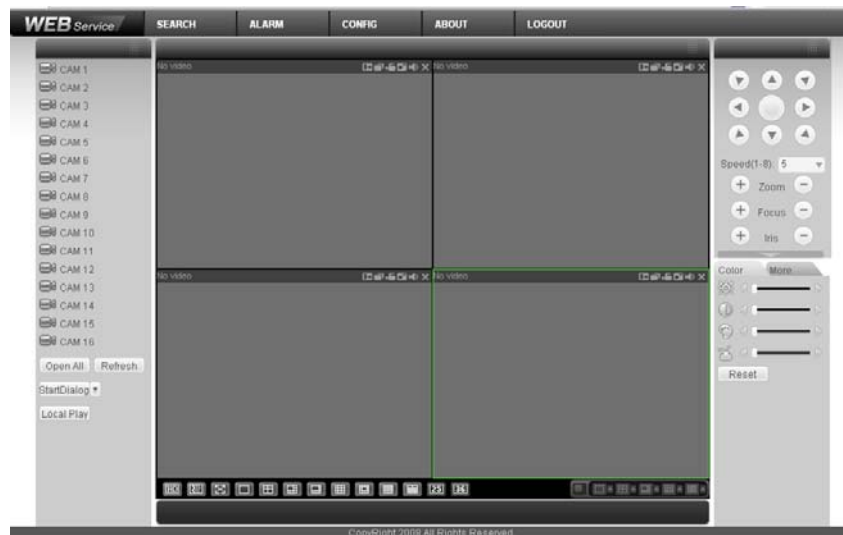 WEB Service SEARCH ALARM CONFIG ABOUT LOGOUT
CAM 1
CAM 2
CAM 3
CAM 4
CAM 5
CAM 6
CAM 7
CAM 8
CAM 9
CAM 10
CAM 11
CAM 12
CAM 13
CAM 14
CAM 15
CAM 16
Open All Refresh
StartDialog
Local Play
No video
No video
No video
No video
25 36
Speed(1-8): 5
Zoom
Focus
Iris
Color More
Reset
CopyRight 2008 All Rights Reserved